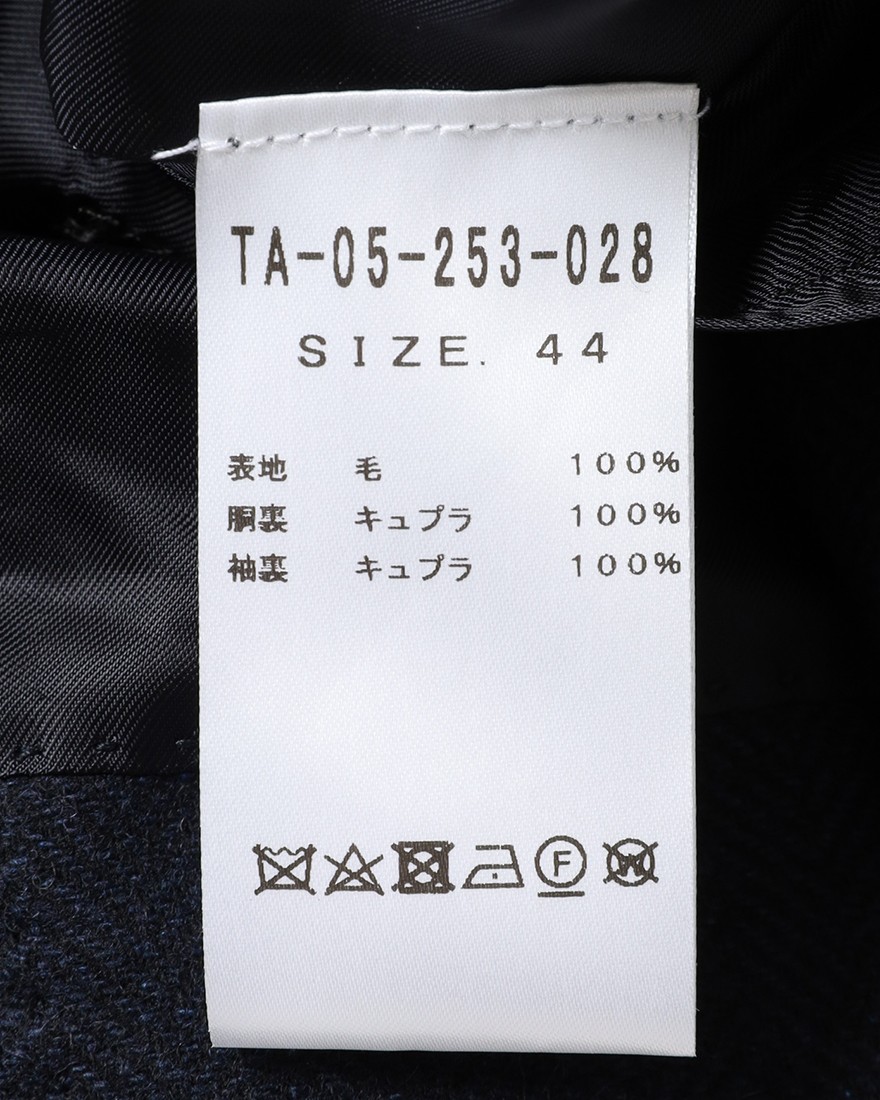 TA-05-253-028
SIZE. 44
表地 毛 100%
胴裏 キュプラ 100%
袖裏 キュプラ 100%
F W